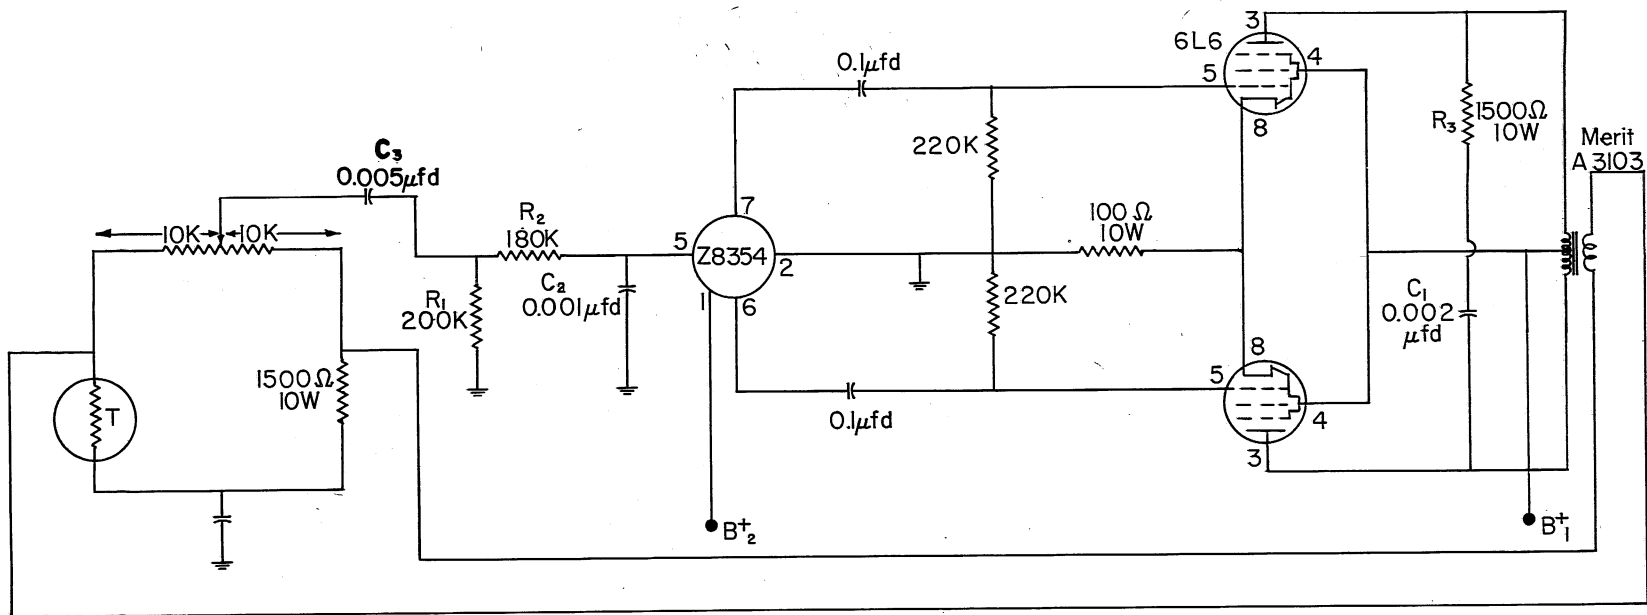 C₃
0.005μfd
10K
10K
T
1500Ω
10W
R₁
200K
R₂
180K
C₂
0.001μfd
5
7
Z8354
2
1
6
B⁺₂
0.1μfd
220K
220K
0.1μfd
100Ω
10W
6L6
3
4
5
8
8
5
4
3
R₃
1500Ω
10W
C₁
0.002
μfd
B⁺₁
Merit
A 3103